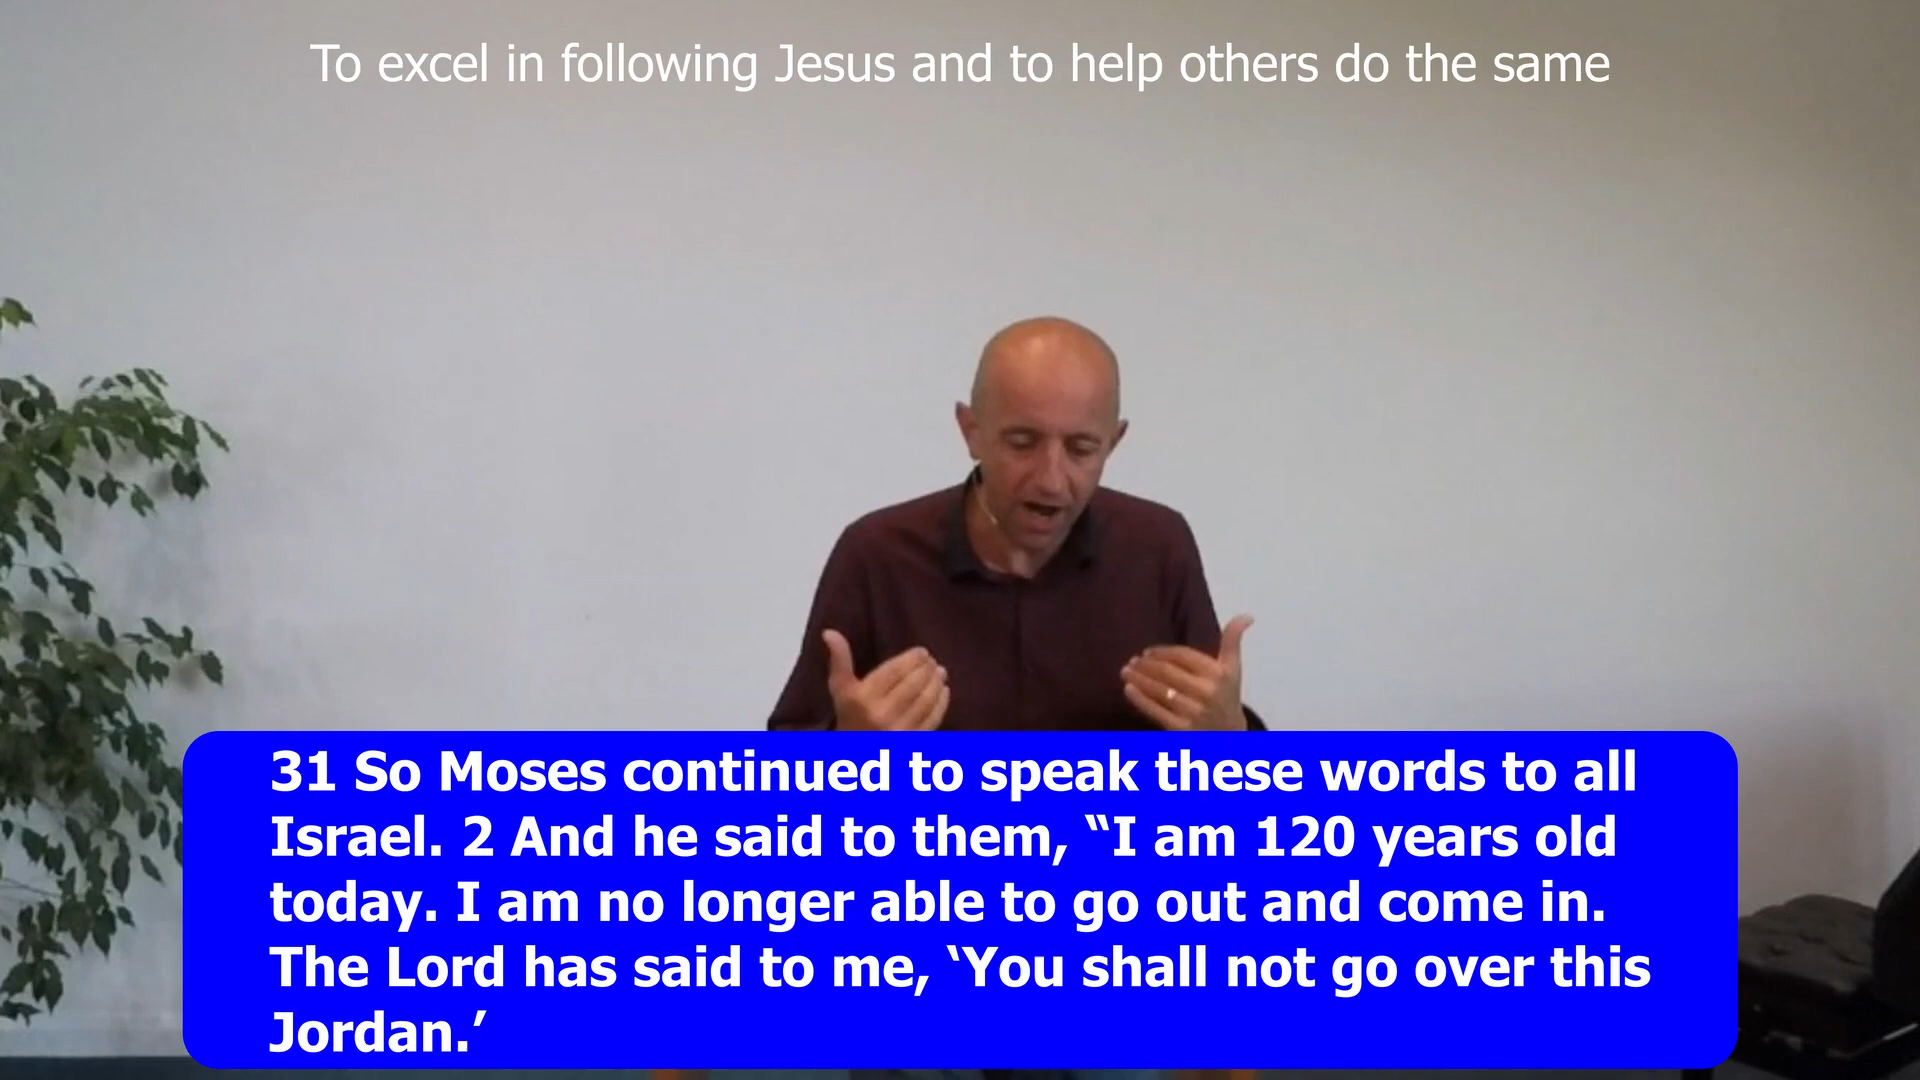 To excel in following Jesus and to help others do the same
31 So Moses continued to speak these words to all
Israel. 2 And he said to them, “I am 120 years old
today. I am no longer able to go out and come in.
The Lord has said to me, ‘You shall not go over this
Jordan.’